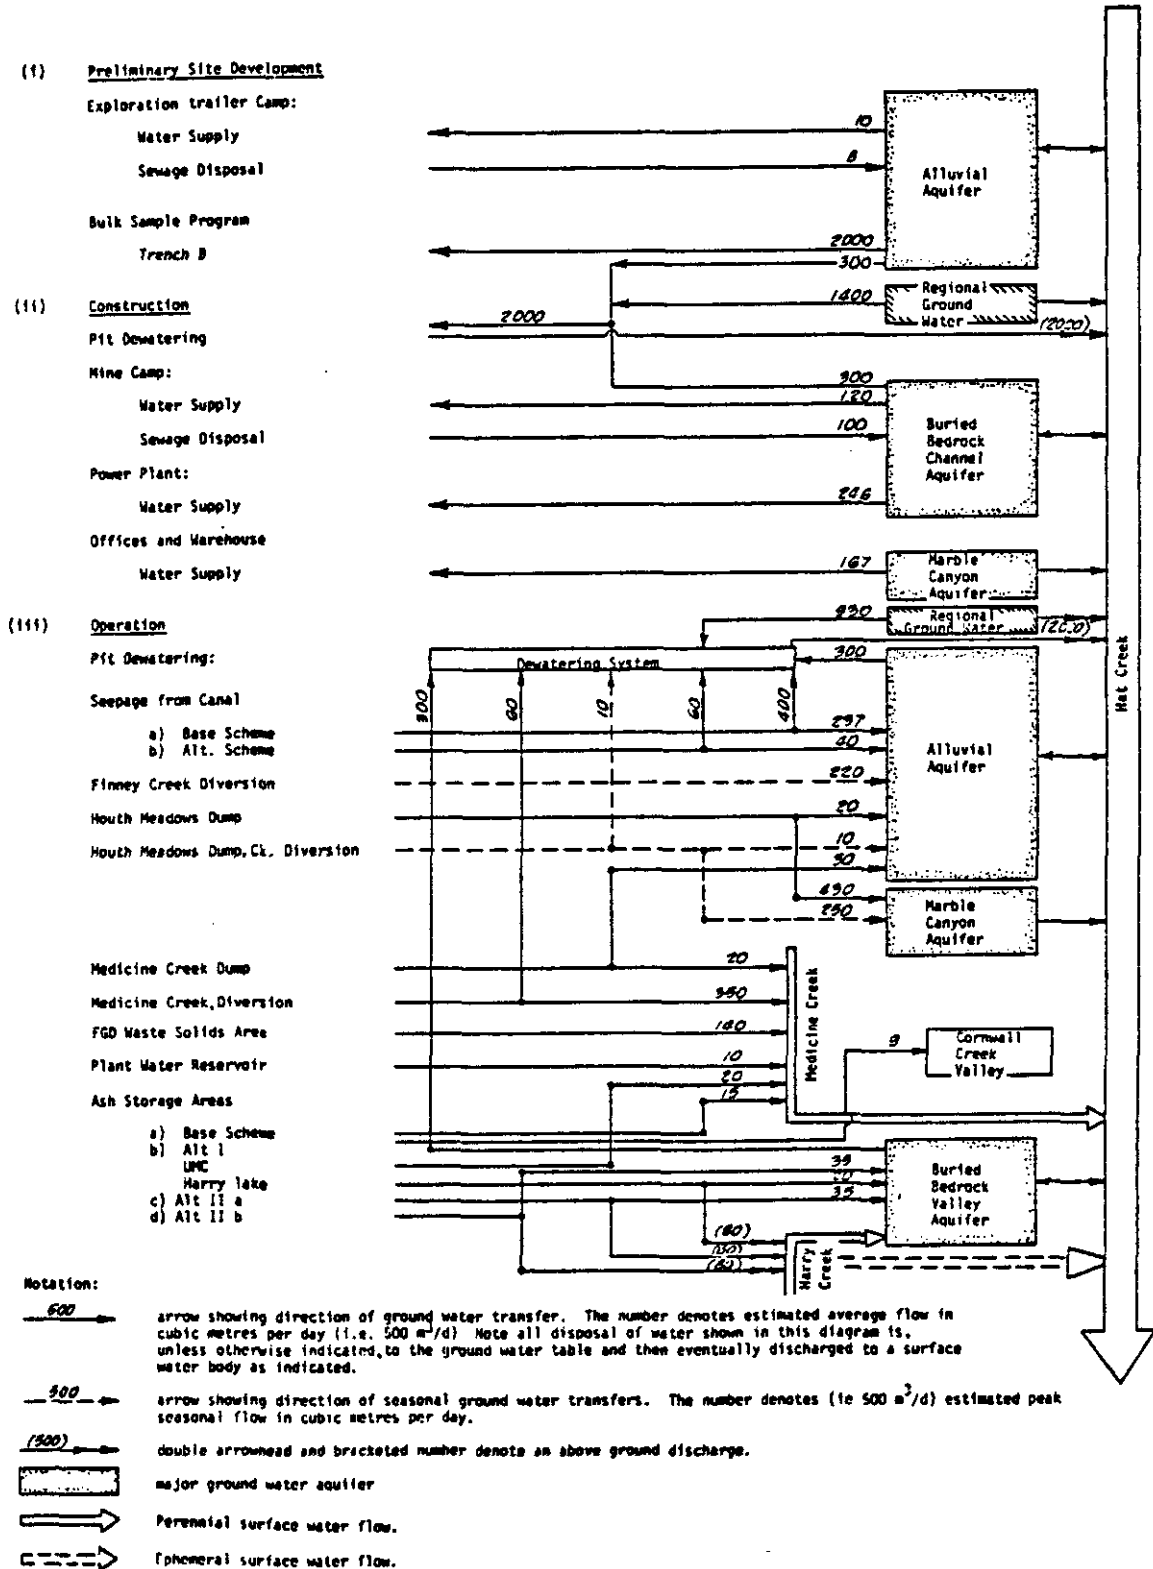 (i) Preliminary Site Development
Exploration trailer Camp:
10
Water Supply
8
Sewage Disposal
Alluvial
Aquifer
Bulk Sample Program
2000
Trench B
300
Regional
1400
Ground
Water
(ii) Construction
2000
(2000)
Pit Dewatering
Mine Camp:
300
Water Supply
120
Sewage Disposal
100
Buried
Bedrock
Channel
Aquifer
Power Plant:
246
Water Supply
Offices and Warehouse
Water Supply
167
Marble
Canyon
Aquifer
(iii) Operation
930
Regional
Ground Water
Pit Dewatering:
Dewatering System
300
Hat Creek
Seepage from Canal
300
60
10
60
400
a) Base Scheme
237
b) Alt. Scheme
40
Alluvial
Aquifer
Finney Creek Diversion
220
Houth Meadows Dump
20
Houth Meadows Dump, Ck. Diversion
10
30
430
250
Marble
Canyon
Aquifer
Medicine Creek Dump
20
Medicine Creek, Diversion
350
Medicine Creek
FGD Waste Solids Area
140
Plant Water Reservoir
10
9
Cornwall
Creek
Valley
20
Ash Storage Areas
15
a) Base Scheme
b) Alt I
UMC
Harry lake
c) Alt II a
d) Alt II b
35
35
Buried
Bedrock
Valley
Aquifer
(80)
(80)
Harry
Creek
Notation:
500
arrow showing direction of ground water transfer. The number denotes estimated average flow in
cubic metres per day (i.e. 500 m³/d) Note all disposal of water shown in this diagram is,
unless otherwise indicated, to the ground water table and then eventually discharged to a surface
water body as indicated.
500
arrow showing direction of seasonal ground water transfers. The number denotes (ie 500 m³/d) estimated peak
seasonal flow in cubic metres per day.
(500)
double arrowhead and bracketed number denote an above ground discharge.
major ground water aquifer
Perennial surface water flow.
Ephemeral surface water flow.